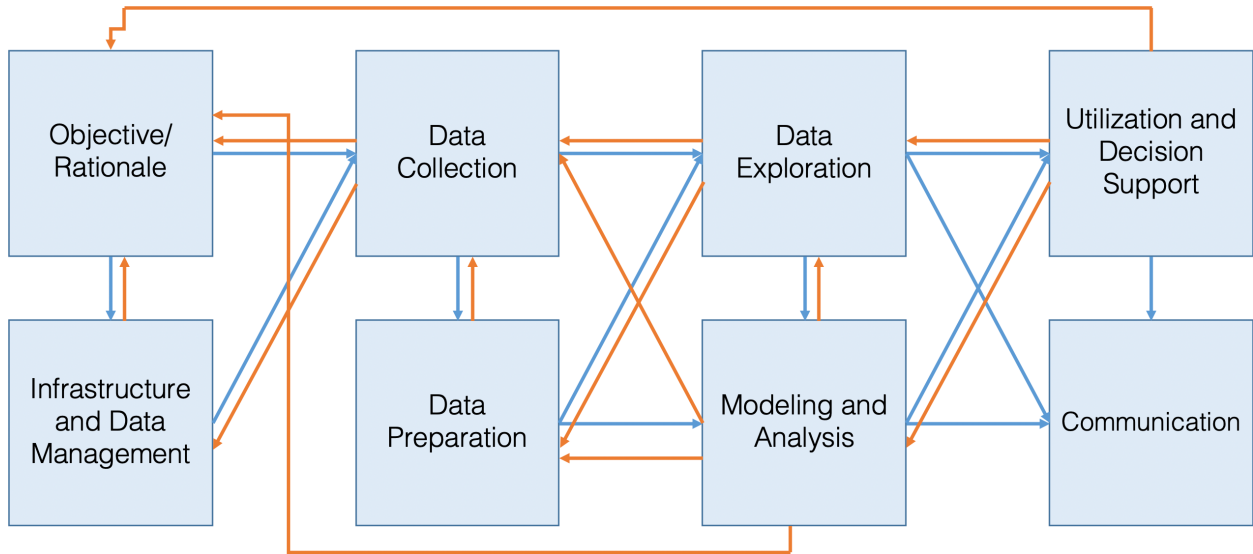 Objective/
Rationale
Data
Collection
Data
Exploration
Utilization and
Decision
Support
Infrastructure
and Data
Management
Data
Preparation
Modeling and
Analysis
Communication